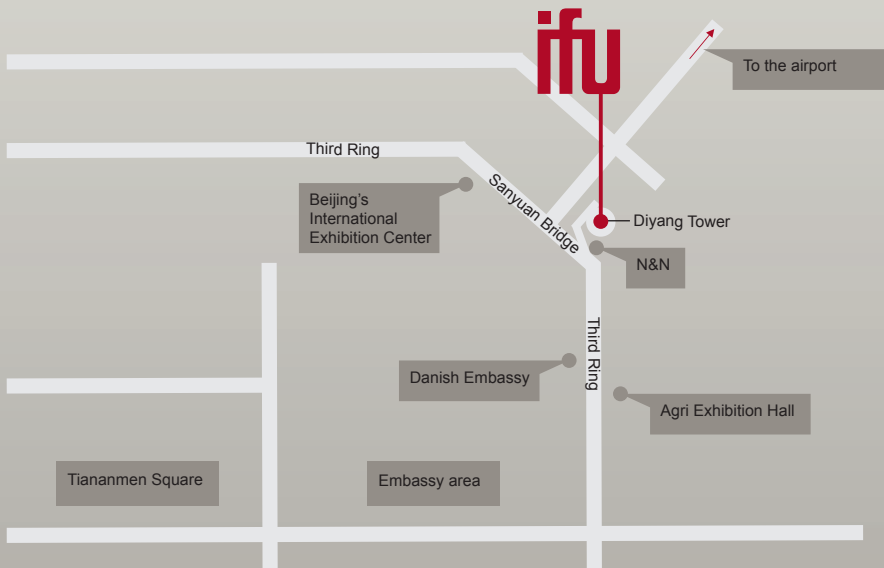 ifu
To the airport
Third Ring
Sanyuan Bridge
Beijing’s
International
Exhibition Center
Diyang Tower
N&N
Third Ring
Danish Embassy
Agri Exhibition Hall
Tiananmen Square
Embassy area